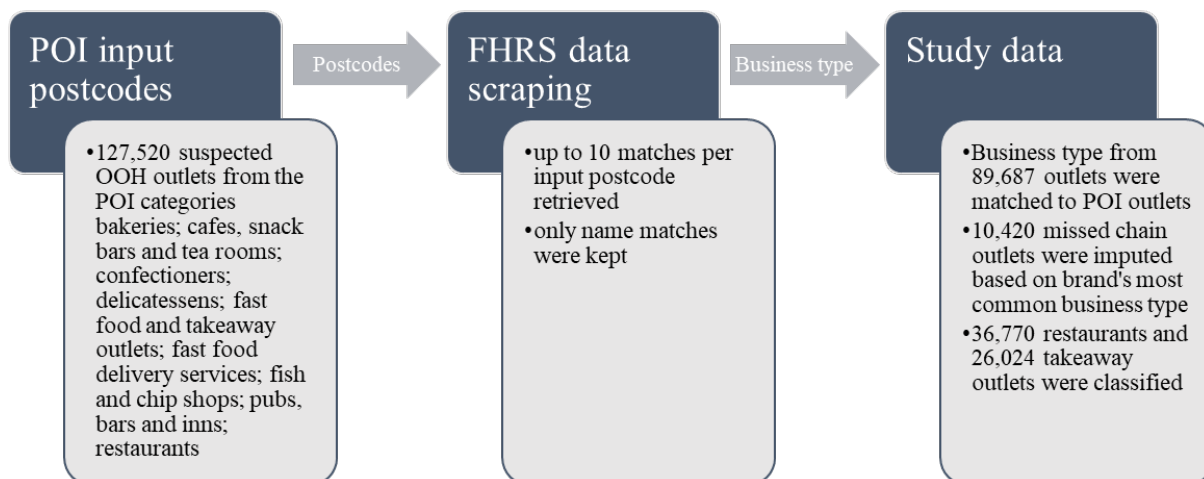 POI input
postcodes
•127,520 suspected
OOH outlets from the
POI categories
bakeries; cafes, snack
bars and tea rooms;
confectioners;
delicatessens; fast
food and takeaway
outlets; fast food
delivery services; fish
and chip shops; pubs,
bars and inns;
restaurants
Postcodes
FHRS data
scraping
•up to 10 matches per
input postcode
retrieved
•only name matches
were kept
Business type
Study data
•Business type from
89,687 outlets were
matched to POI outlets
•10,420 missed chain
outlets were imputed
based on brand's most
common business type
•36,770 restaurants and
26,024 takeaway
outlets were classified